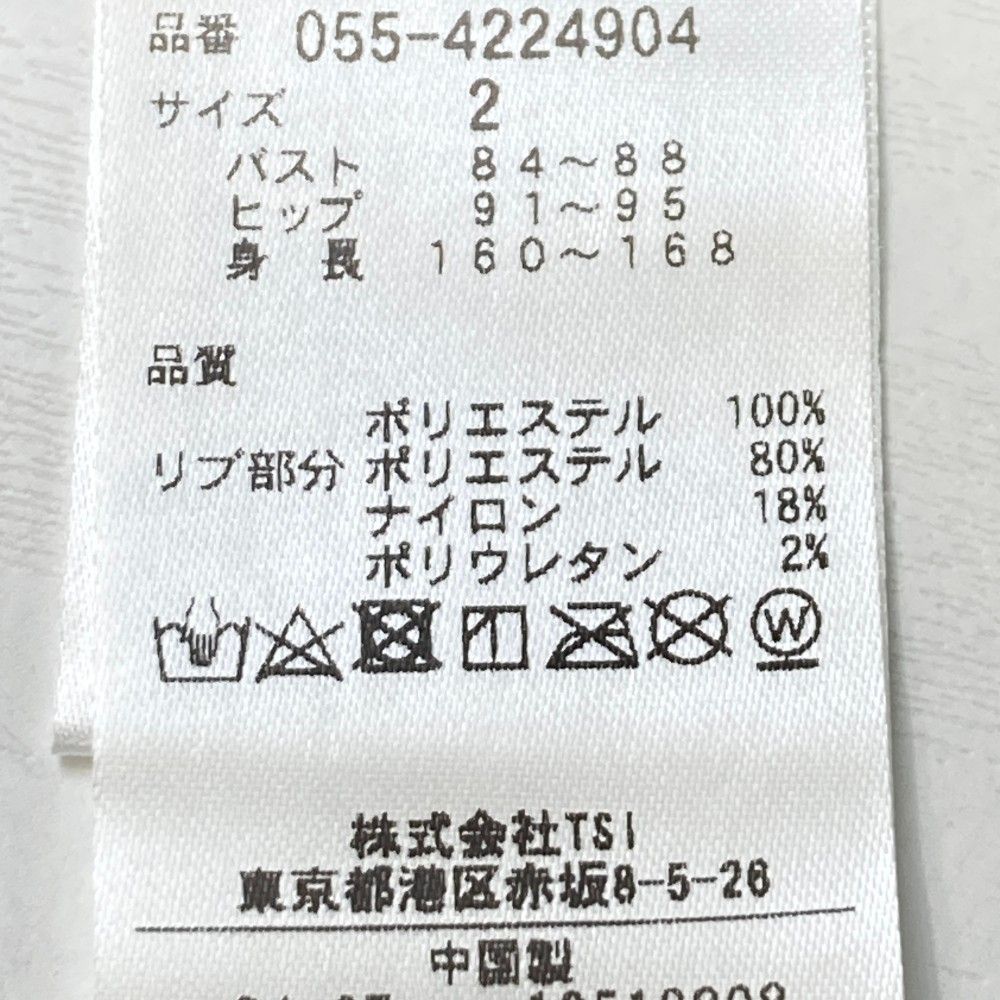 品番 055-4224904
サイズ 2
バスト 84～88
ヒップ 91～95
身長 160～168
品質
ポリエステル 100%
リブ部分 ポリエステル 80%
ナイロン 18%
ポリウレタン 2%
W
株式会社TSI
東京都港区赤坂8-5-26
中国製